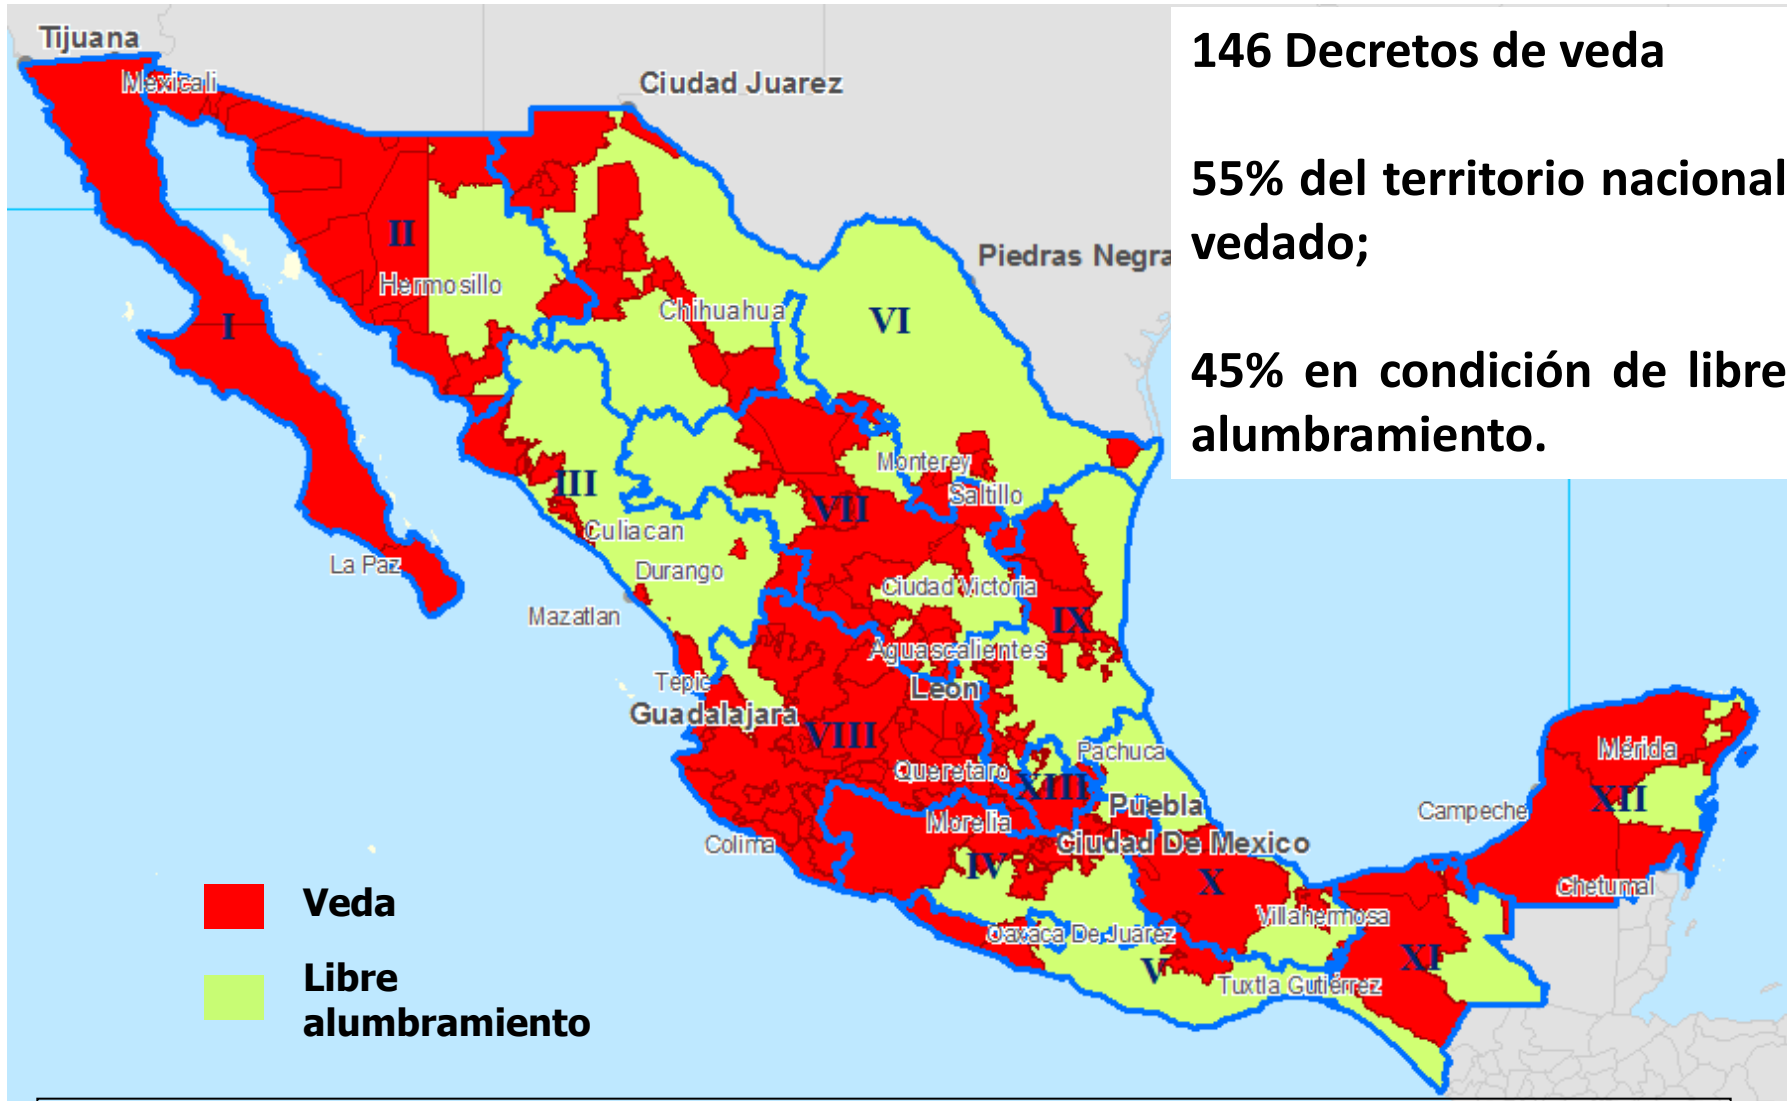 146 Decretos de veda
55% del territorio nacional
vedado;
45% en condición de libre
alumbramiento.
Tijuana
Mexicali
Ciudad Juarez
Piedras Negra
II
Hermosillo
Chihuahua
VI
I
Monterey
III
Saltillo
VII
Culiacan
La Paz
Durango
Ciudad Victoria
Mazatlan
IX
Aguascalientes
Tepic
Leon
Guadalajara
VIII
Pachuca
Mérida
Queretaro
XIII
XII
Puebla
Campeche
Morelia
Colima
Ciudad De Mexico
IV
X
Chetumal
Villahermosa
Oaxaca De Juárez
XI
V
Tuxtla Gutiérrez
Veda
Libre
alumbramiento